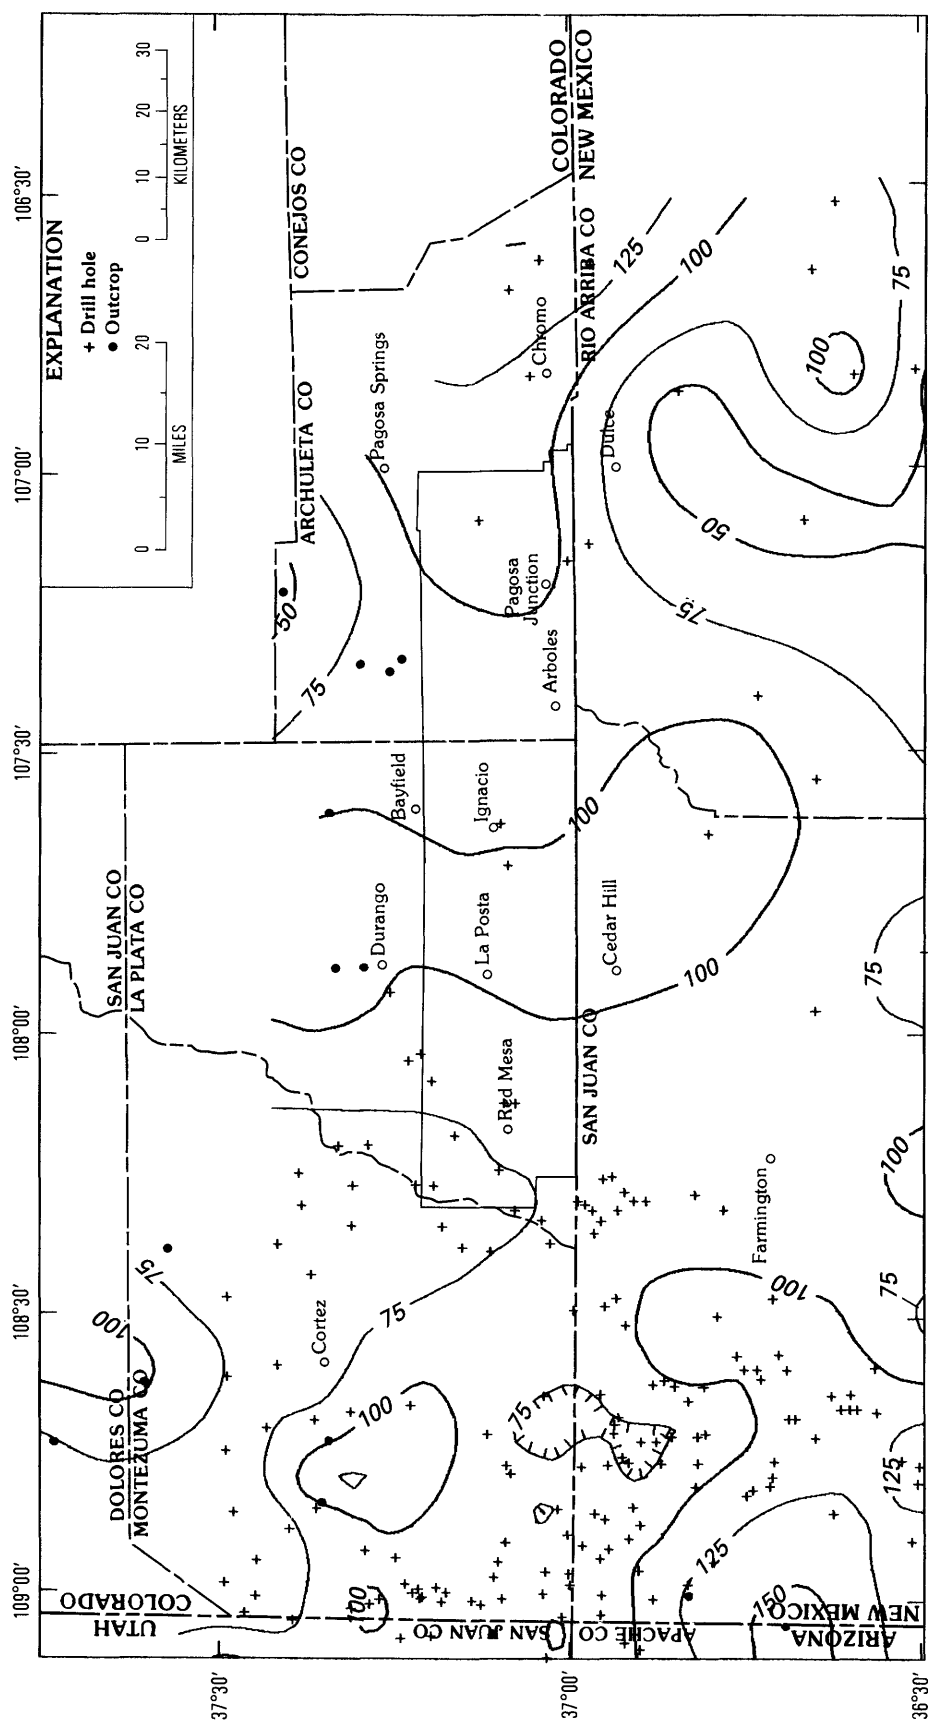 EXPLANATION
+ Drill hole
● Outcrop
0 10 20 30
KILOMETERS
0 10 20
MILES
109°00′
108°30′
108°00′
107°30′
107°00′
106°30′
37°30′
37°00′
36°30′
UTAH
COLORADO
DOLORES CO
MONTEZUMA CO
SAN JUAN CO
LA PLATA CO
ARCHULETA CO
CONEJOS CO
COLORADO
NEW MEXICO
RIO ARRIBA CO
SAN JUAN CO
SAN JUAN CO
APACHE CO
ARIZONA
NEW MEXICO
Cortez
Durango
Bayfield
Pagosa Springs
Red Mesa
La Posta
Ignacio
Arboles
Pagosa
Junction
Chromo
Cedar Hill
Dulce
Farmington
100
75
75
100
100
75
50
75
100
100
125
100
75
100
50
75
75
100
75
100
125
125
150